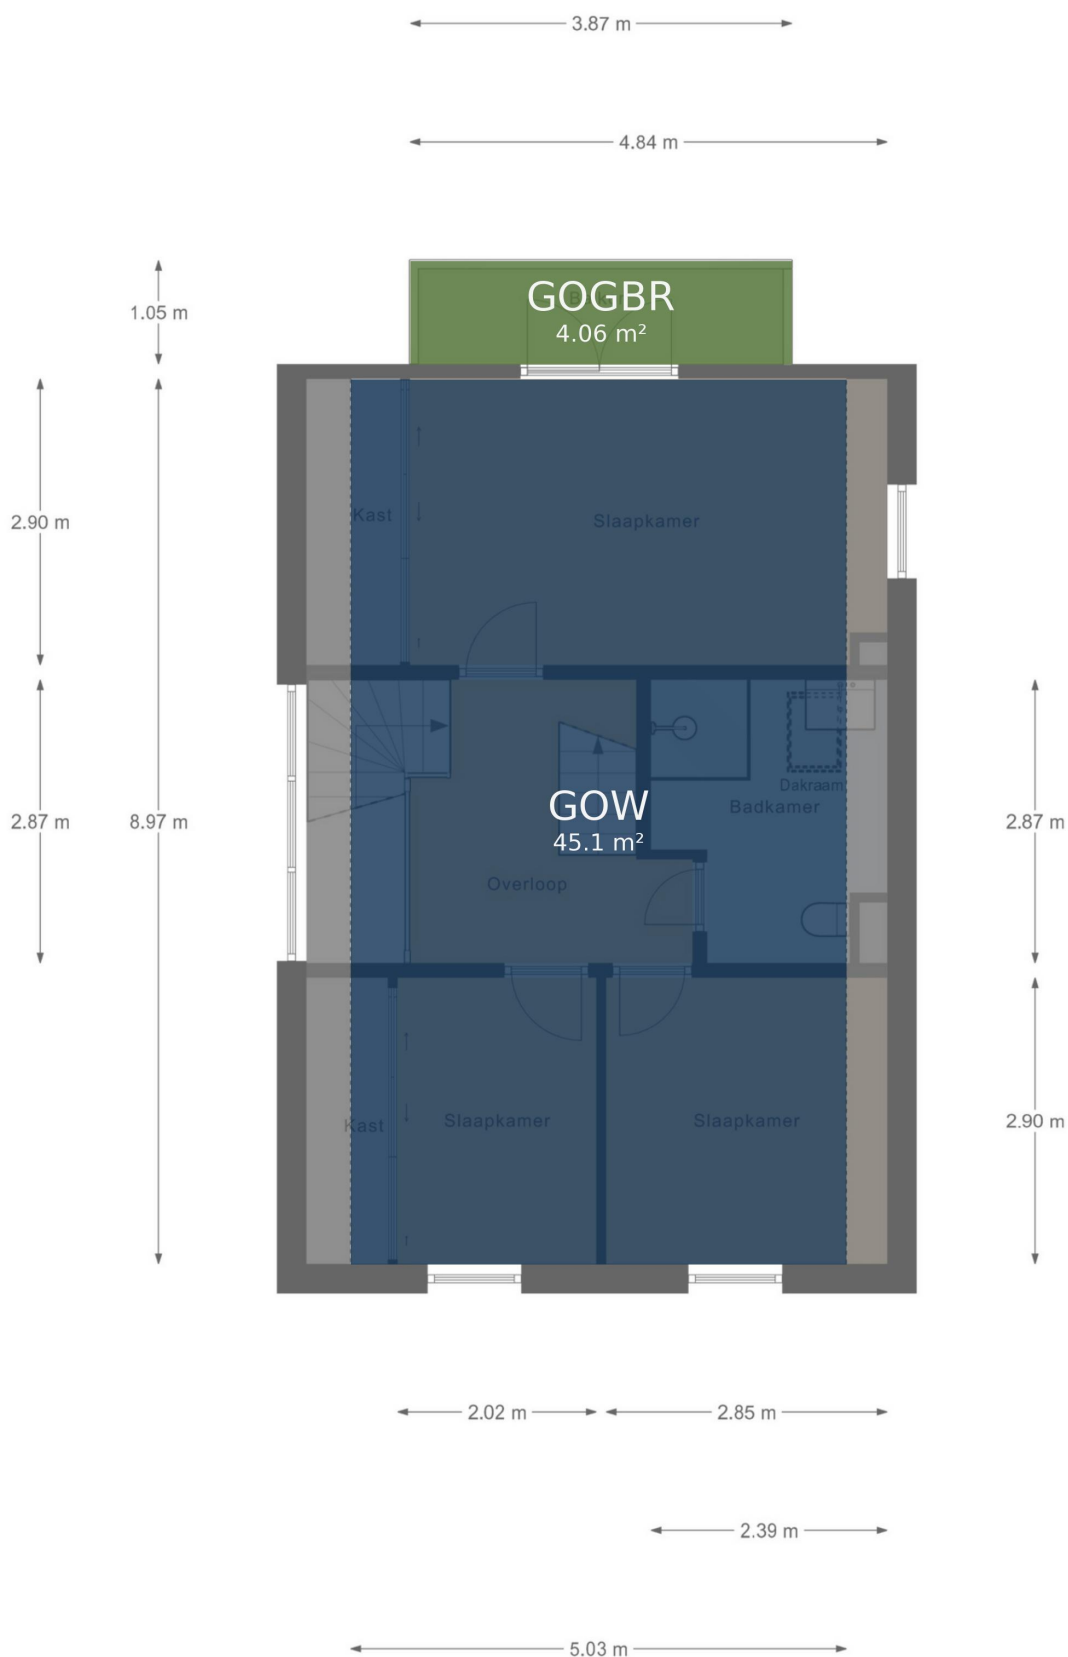 3.87 m
4.84 m
GOGBR
4.06 m²
1.05 m
2.90 m
Kast
Slaapkamer
Dakraam
Badkamer
GOW
45.1 m²
2.87 m
8.97 m
2.87 m
Overloop
Kast
Slaapkamer
Slaapkamer
2.90 m
2.02 m
2.85 m
2.39 m
5.03 m